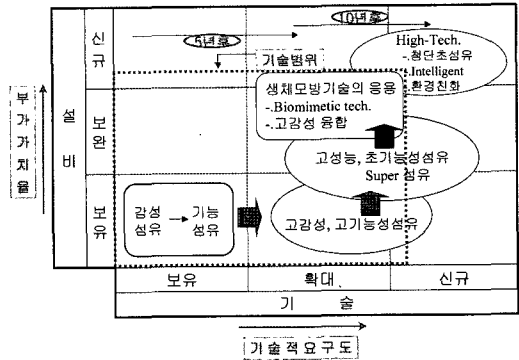 5년후
10년후
신규
기술범위
High-Tech.
-.첨단초섬유
-.Intelligent
-.환경친화
생체모방기술의 응용
-.Biomimetic tech.
-.고감성 융합
부가가치율
설비
보완
고성능, 초기능성섬유
Super 섬유
보유
감성 → 기능
섬유 섬유
고감성, 고기능성섬유
보유 확대 신규
기 술
기술적요구도